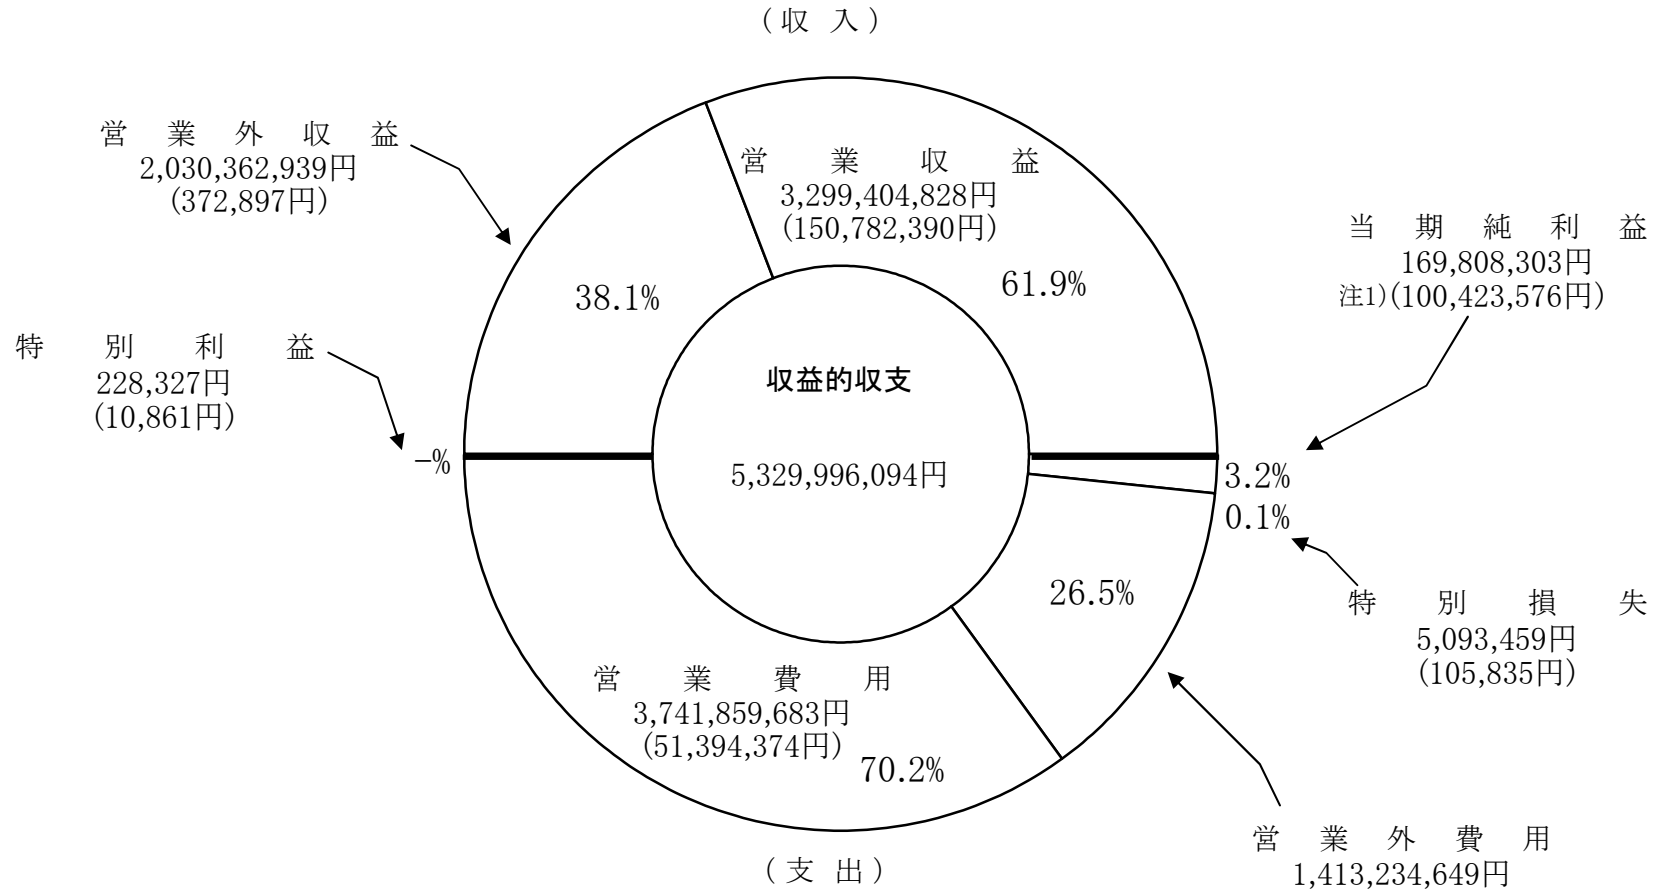 (収 入)
営業外収益
2,030,362,939円
(372,897円)
営業収益
3,299,404,828円
(150,782,390円)
61.9%
38.1%
当期純利益
169,808,303円
注1)(100,423,576円)
特別利益
228,327円
(10,861円)
–%
収益的収支
5,329,996,094円
3.2%
0.1%
26.5%
特別損失
5,093,459円
(105,835円)
営業費用
3,741,859,683円
(51,394,374円)
70.2%
営業外費用
1,413,234,649円
(支 出)